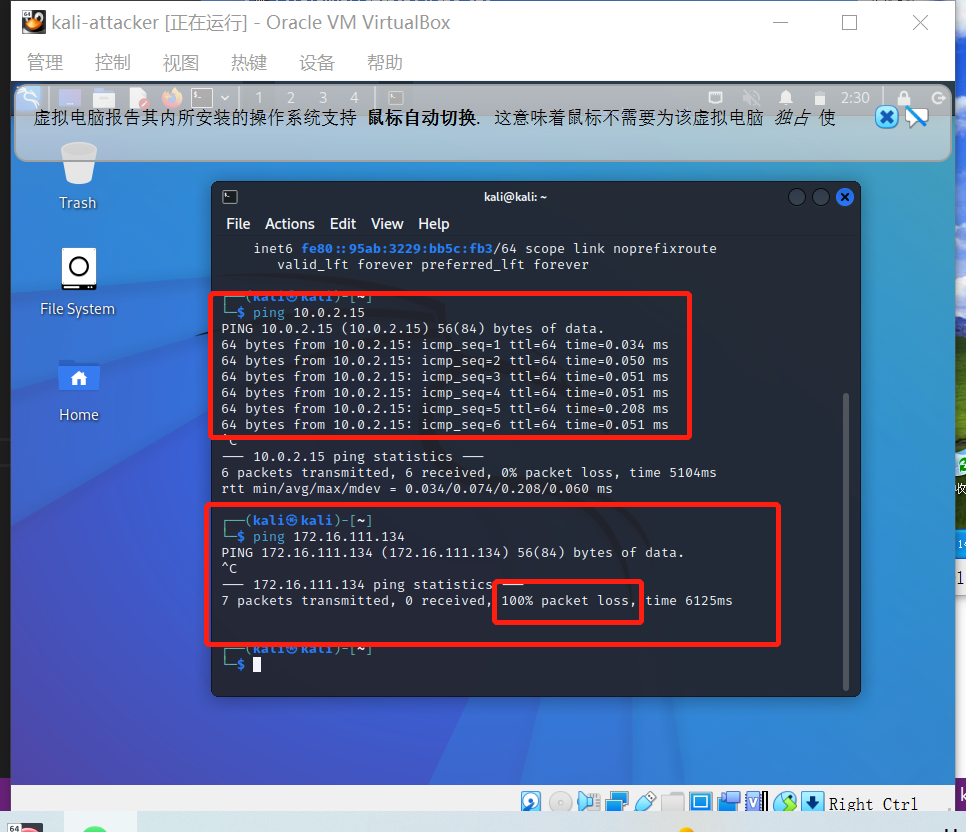 kali-attacker [正在运行] - Oracle VM VirtualBox
管理 控制 视图 热键 设备 帮助
1 2 3 4 2:30
虚拟电脑报告其内所安装的操作系统支持 鼠标自动切换. 这意味着鼠标不需要为该虚拟电脑 独占 使
Trash
File System
Home
kali@kali: ~
File Actions Edit View Help
inet6 fe80::95ab:3229:bb5c:fb3/64 scope link noprefixroute
valid_lft forever preferred_lft forever
┌──(kali㉿kali)-[~]
└─$ ping 10.0.2.15
PING 10.0.2.15 (10.0.2.15) 56(84) bytes of data.
64 bytes from 10.0.2.15: icmp_seq=1 ttl=64 time=0.034 ms
64 bytes from 10.0.2.15: icmp_seq=2 ttl=64 time=0.050 ms
64 bytes from 10.0.2.15: icmp_seq=3 ttl=64 time=0.051 ms
64 bytes from 10.0.2.15: icmp_seq=4 ttl=64 time=0.051 ms
64 bytes from 10.0.2.15: icmp_seq=5 ttl=64 time=0.208 ms
64 bytes from 10.0.2.15: icmp_seq=6 ttl=64 time=0.051 ms
^C
--- 10.0.2.15 ping statistics ---
6 packets transmitted, 6 received, 0% packet loss, time 5104ms
rtt min/avg/max/mdev = 0.034/0.074/0.208/0.060 ms
┌──(kali㉿kali)-[~]
└─$ ping 172.16.111.134
PING 172.16.111.134 (172.16.111.134) 56(84) bytes of data.
^C
--- 172.16.111.134 ping statistics ---
7 packets transmitted, 0 received, 100% packet loss, time 6125ms
┌──(kali㉿kali)-[~]
└─$
Right Ctrl
64